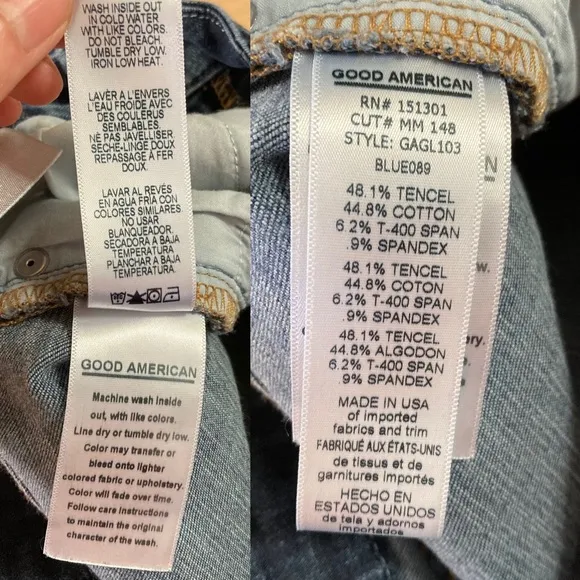 WASH INSIDE OUT
IN COLD WATER
WITH LIKE COLORS.
DO NOT BLEACH.
TUMBLE DRY LOW.
IRON LOW HEAT.
LAVÈR À L'ENVERS
L'EAU FROIDE AVEC
DES COULÈRUS
SEMBLABLES.
NE PAS JAVELLISER
SÈCHE-LINGE DOUX
REPASSAGE À FER
DOUX.
LAVAR AL REVÉS
EN AGUA FRÍA CON
COLORES SIMILARES
NO USAR
BLANQUEADOR.
SECADORA A BAJA
TEMPERATURA
PLANCHAR A BAJA
TEMPERATURA
GOOD AMERICAN
Machine wash inside
out, with like colors.
Line dry or tumble dry low.
Color may transfer or
bleed onto lighter
colored fabric or upholstery.
Color will fade over time.
Follow care instructions
to maintain the original
character of the wash.
GOOD AMERICAN
RN# 151301
CUT# MM 148
STYLE: GAGL103
BLUE089
48.1% TENCEL
44.8% COTTON
6.2% T-400 SPAN
.9% SPANDEX
48.1% TENCEL
44.8% COTON
6.2% T-400 SPAN
.9% SPANDEX
48.1% TENCEL
44.8% ALGODON
6.2% T-400 SPAN
.9% SPANDEX
MADE IN USA
of imported
fabrics and trim
FABRIQUÉ AUX ÉTATS-UNIS
de tissus et de
garnitures importés
HECHO EN
ESTADOS UNIDOS
de tela y adornos
importados